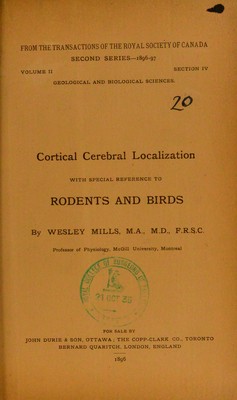 FROM THE TRANSACTIONS OF THE ROYAL SOCIETY OF CANADA
SECOND SERIES—1896-97
VOLUME II SECTION IV
GEOLOGICAL AND BIOLOGICAL SCIENCES.
20
Cortical Cerebral Localization
WITH SPECIAL REFERENCE TO
RODENTS AND BIRDS
By WESLEY MILLS, M.A., M.D., F.R.S.C.
Professor of Physiology, McGill University, Montreal
21 OCT
FOR SALE BY
JOHN DURIE & SON, OTTAWA; THE COPP-CLARK CO., TORONTO
BERNARD QUARITCH, LONDON, ENGLAND
1896